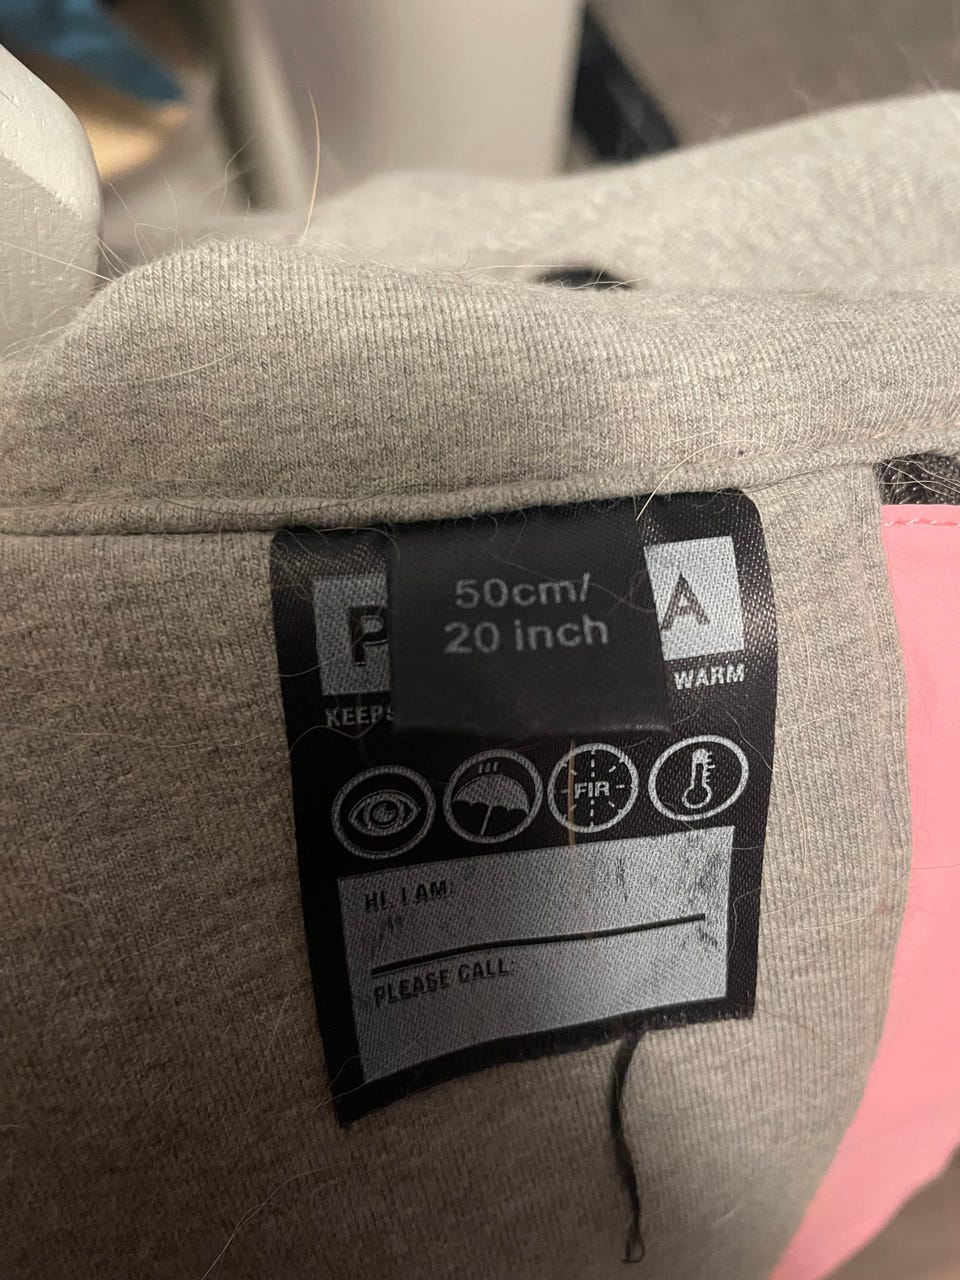 P
50cm/
20 inch
A
KEEPS
WARM
FIR
HI, I AM:
PLEASE CALL: